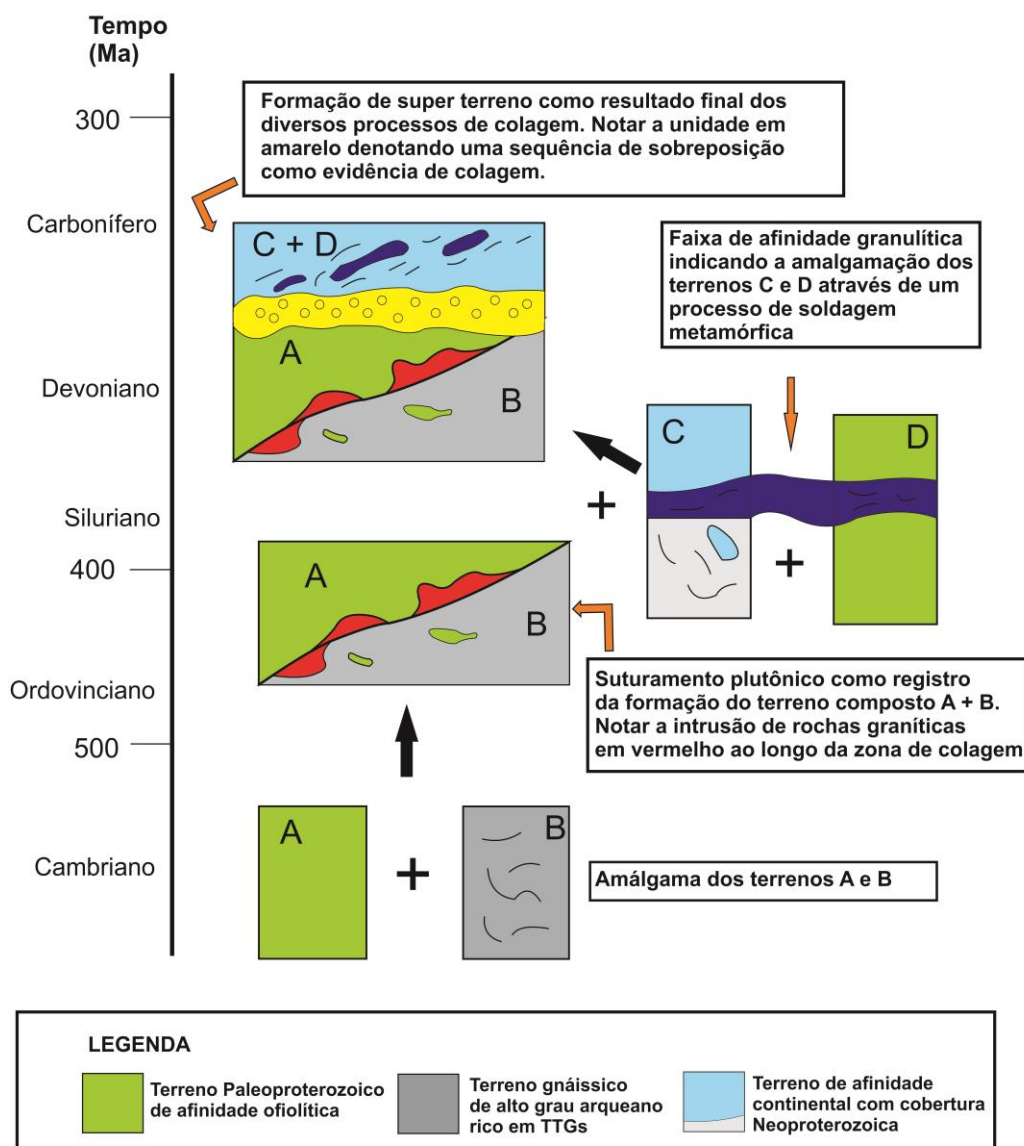 Tempo
(Ma)
300
Formação de super terreno como resultado final dos
diversos processos de colagem. Notar a unidade em
amarelo denotando uma sequência de sobreposição
como evidência de colagem.
Carbonífero
C + D
A
B
Faixa de afinidade granulítica
indicando a amalgamação dos
terrenos C e D através de um
processo de soldagem
metamórfica
Devoniano
C
D
+
+
Siluriano
400
A
B
Ordovinciano
Suturamento plutônico como registro
da formação do terreno composto A + B.
Notar a intrusão de rochas graníticas
em vermelho ao longo da zona de colagem
500
Cambriano
A
+
B
Amálgama dos terrenos A e B
LEGENDA
Terreno Paleoproterozoico
de afinidade ofiolítica
Terreno gnáissico
de alto grau arqueano
rico em TTGs
Terreno de afinidade
continental com cobertura
Neoproterozoica